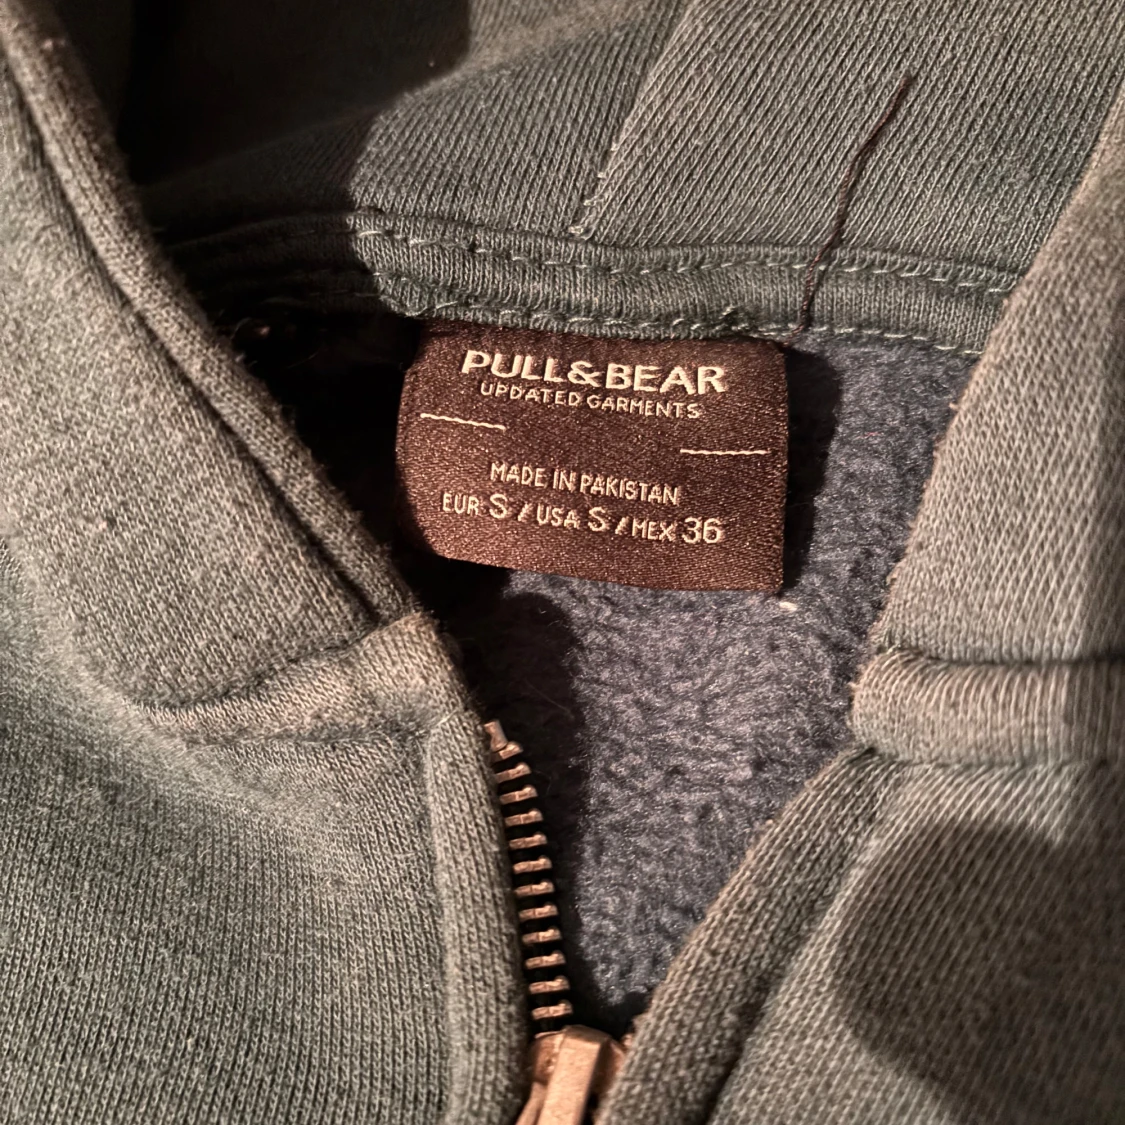 PULL&BEAR
UPDATED GARMENTS
MADE IN PAKISTAN
EUR S / USA S / MEX 36